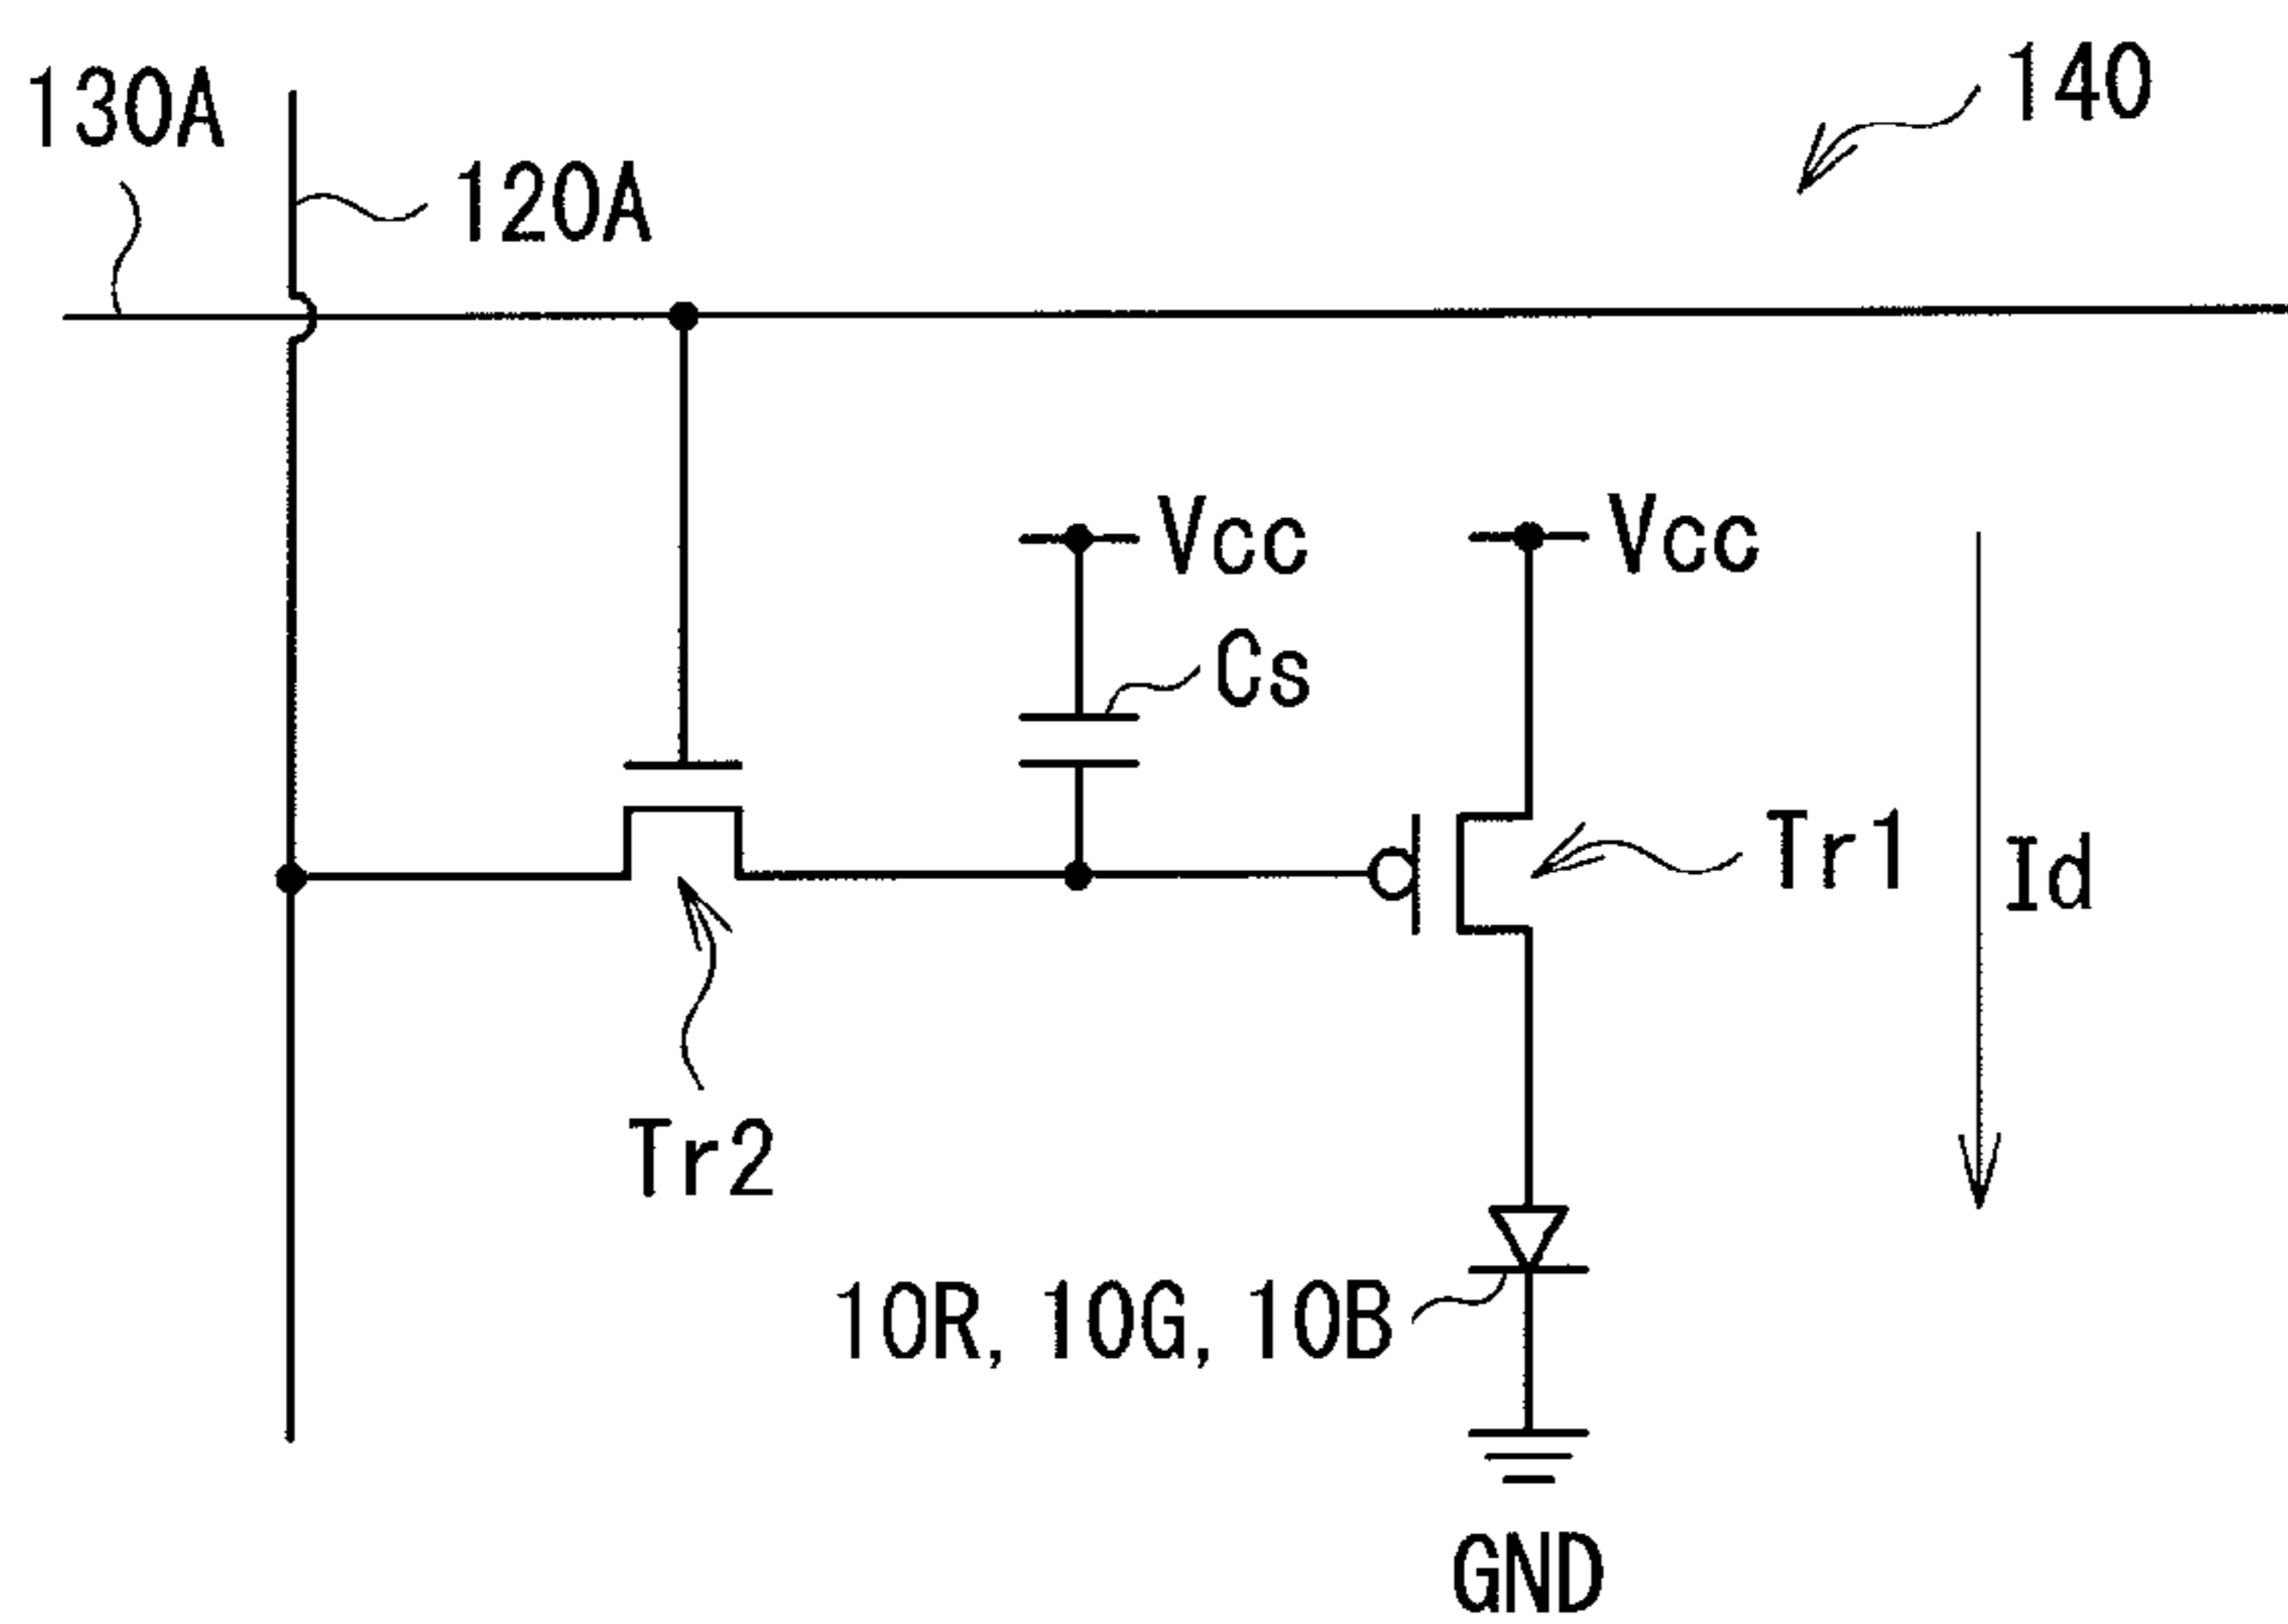 130A
140
120A
Vcc
Vcc
Cs
Tr1
Id
Tr2
10R, 10G, 10B
GND